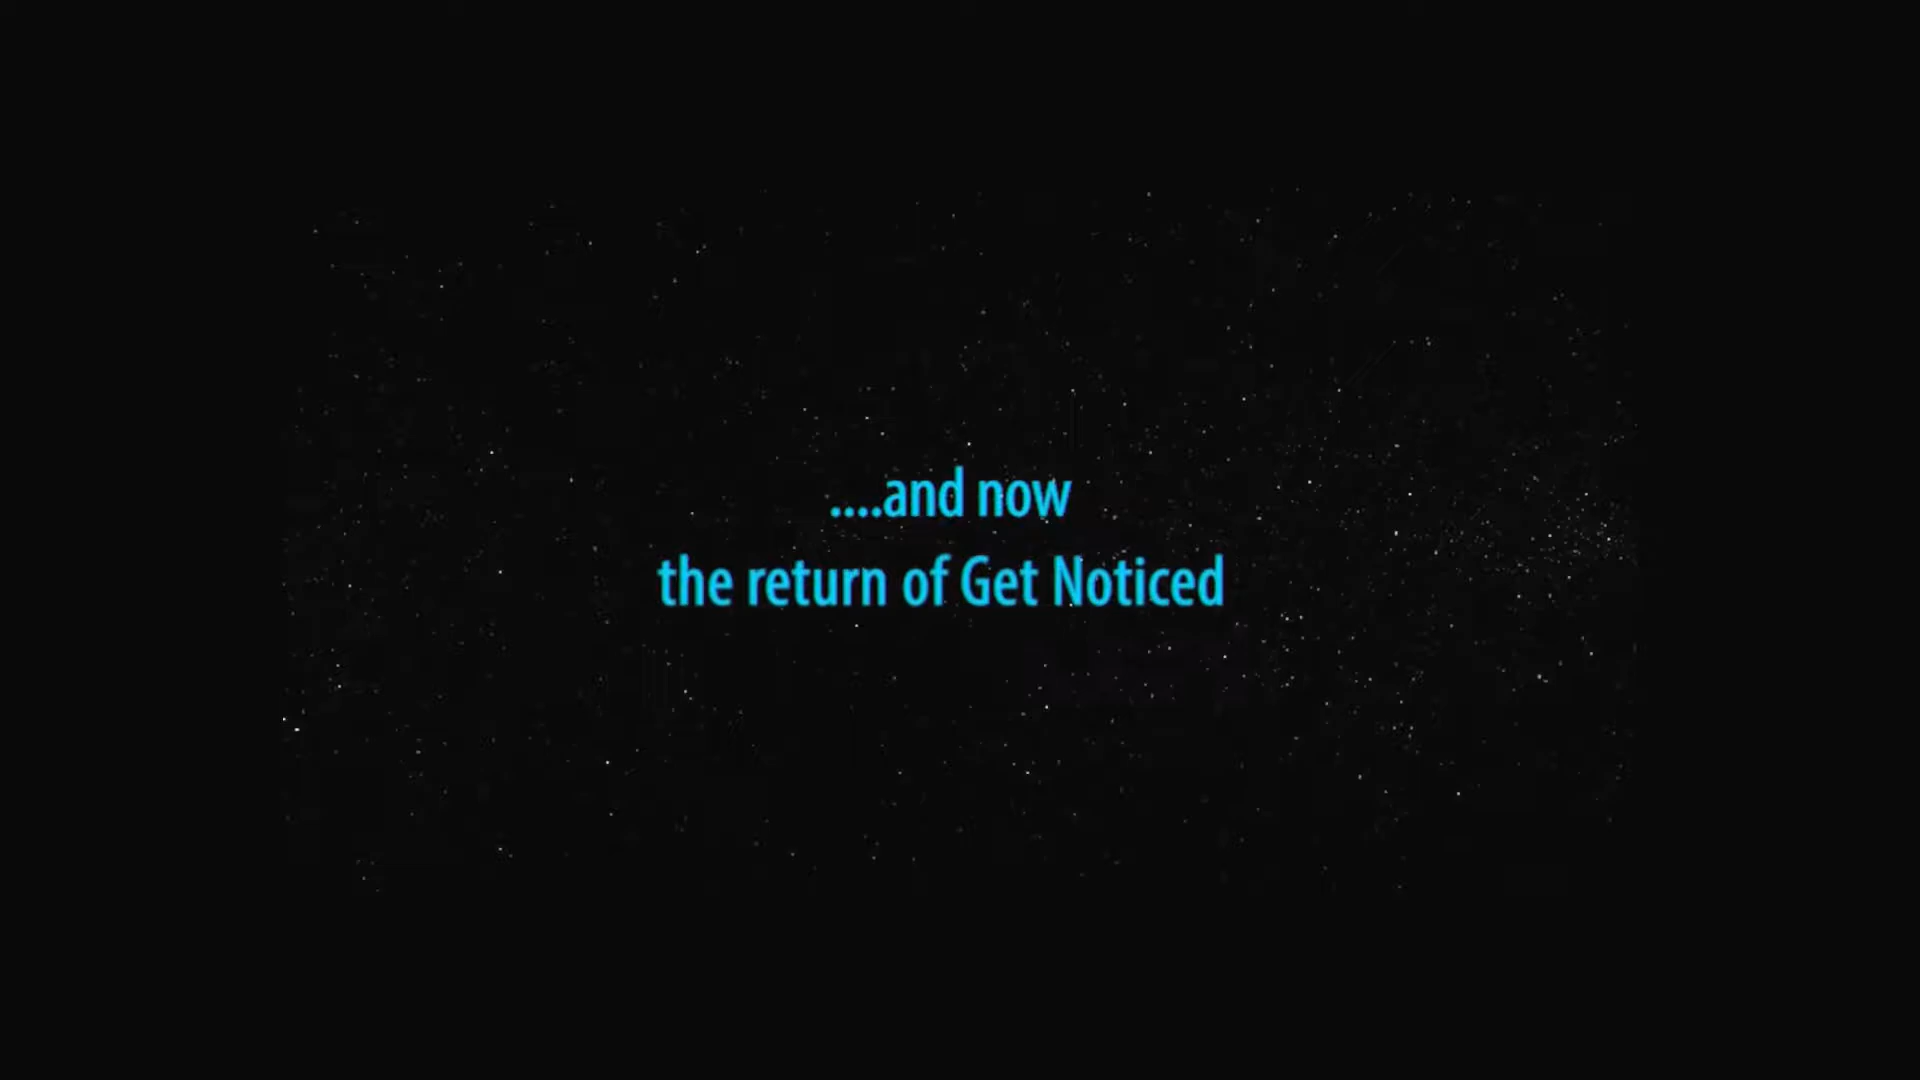 ....and now
the return of Get Noticed